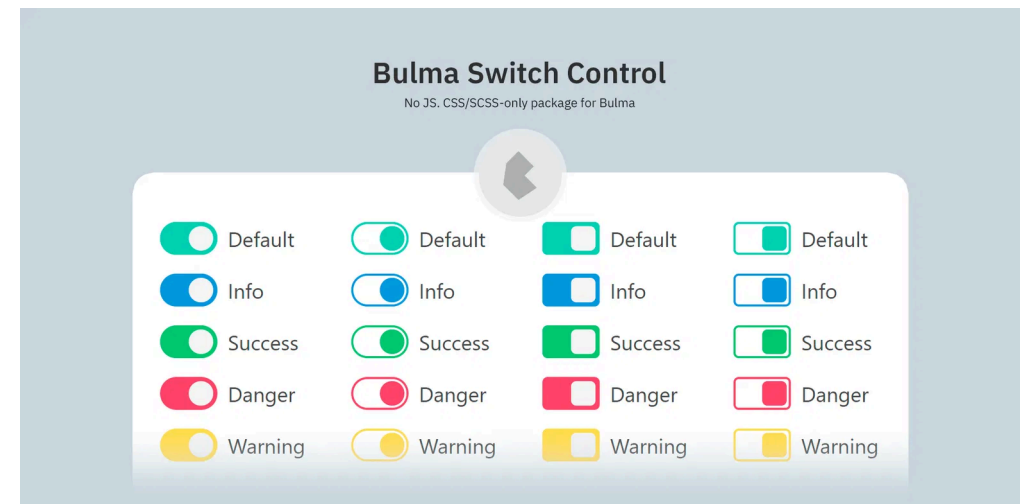 Bulma Switch Control
No JS. CSS/SCSS-only package for Bulma
Default Default Default Default
Info Info Info Info
Success Success Success Success
Danger Danger Danger Danger
Warning Warning Warning Warning